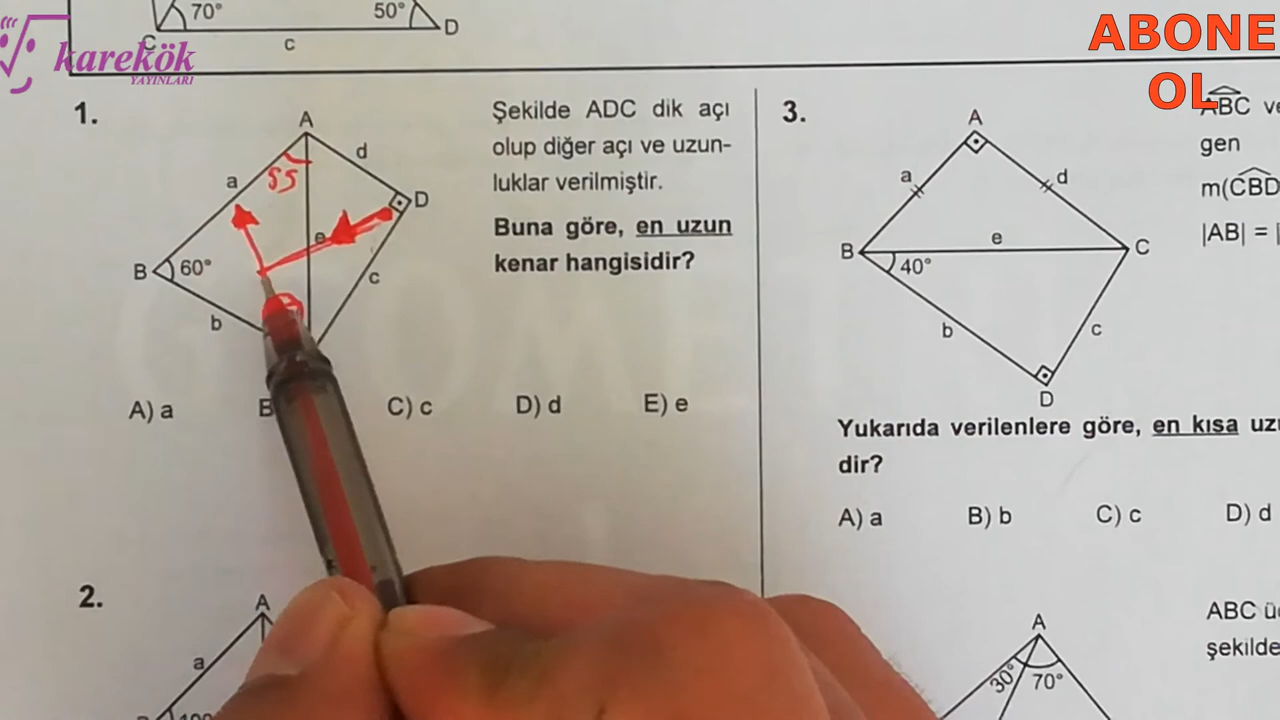 70°
50°
C
D
c
karekök
YAYINLARI
ABONE
OL
1.
A
d
a
55
D
e
B
60°
c
b
Şekilde ADC dik açı
olup diğer açı ve uzun-
luklar verilmiştir.
Buna göre, en uzun
kenar hangisidir?
A) a
B
C) c
D) d
E) e
2.
A
a
3.
A
a
d
B
e
C
40°
b
c
D
ABC ve
gen
m(CBD
|AB| =
Yukarıda verilenlere göre, en kısa uzu
dir?
A) a
B) b
C) c
D) d
A
30°
70°
ABC ü
şekilde